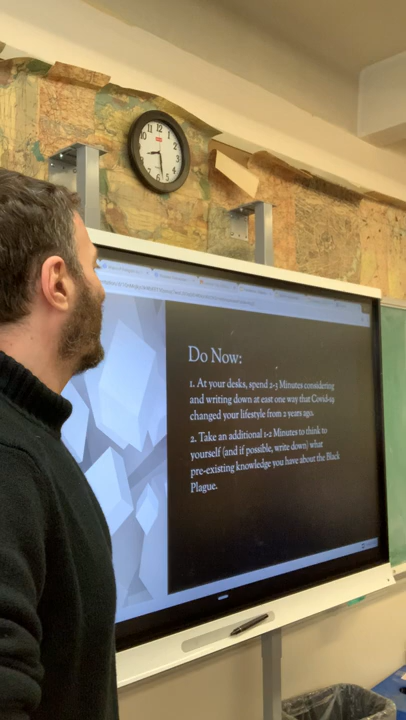 12
Do Now:
1. At your desks, spend 2-3 Minutes considering
and writing down at east one way that Covid-19
changed your lifestyle from 2 years ago.
2. Take an additional 1-2 Minutes to think to
yourself (and if possible, write down) what
pre-existing knowledge you have about the Black
Plague.